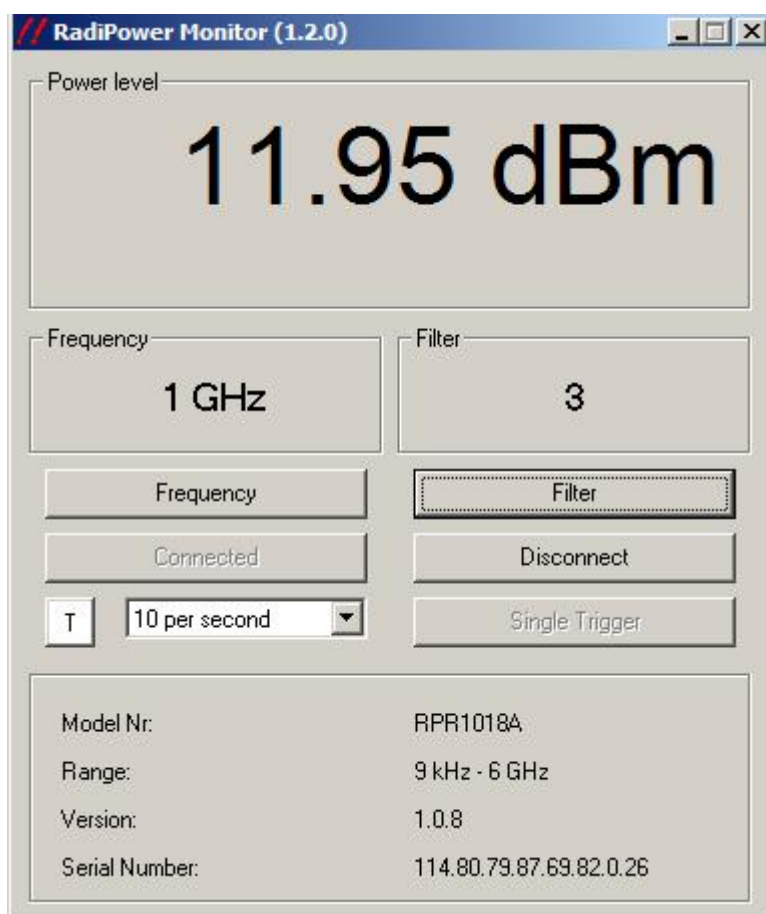 RadiPower Monitor (1.2.0)
Power level
11.95 dBm
Frequency
Filter
1 GHz
3
Frequency
Filter
Connected
Disconnect
T
10 per second
Single Trigger
Model Nr: RPR1018A
Range: 9 kHz - 6 GHz
Version: 1.0.8
Serial Number: 114.80.79.87.69.82.0.26